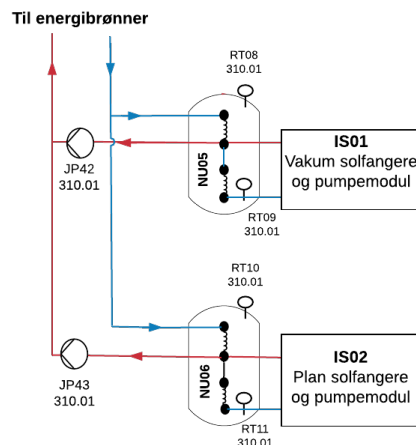 Til energibrønner
RT08
310.01
JP42
310.01
NU05
IS01
Vakum solfangere
og pumpemodul
RT09
310.01
RT10
310.01
JP43
310.01
NU06
IS02
Plan solfangere
og pumpemodul
RT11
310.01